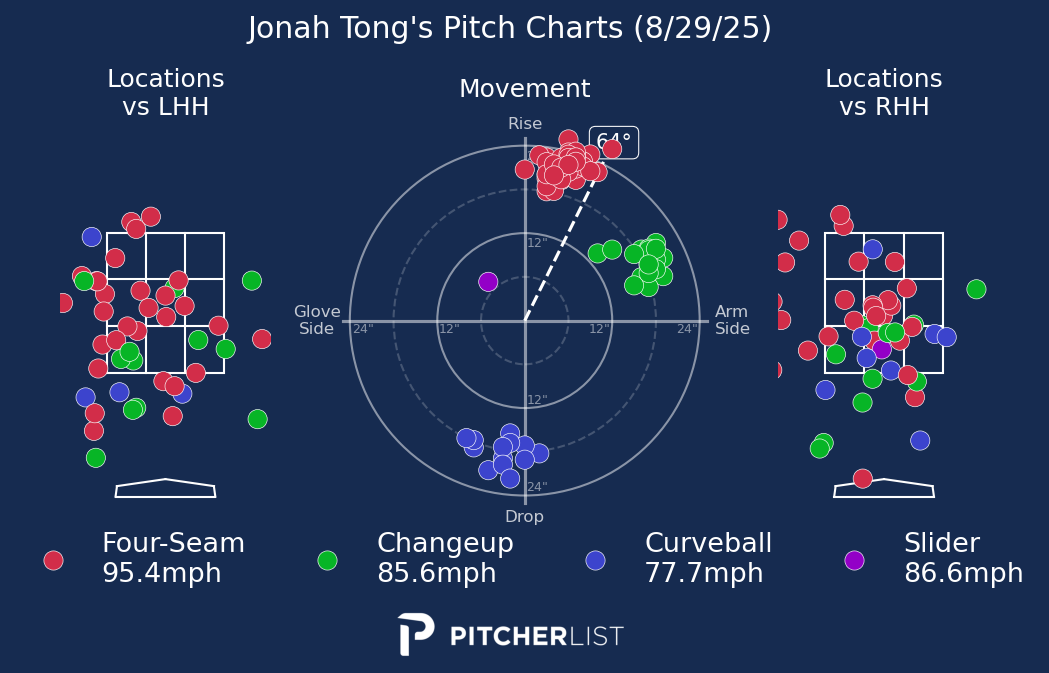 Jonah Tong's Pitch Charts (8/29/25)
Locations
vs LHH
Movement
Locations
vs RHH
Rise
64°
12"
Glove
Side
24"
12"
12"
24"
Arm
Side
12"
24"
Drop
Four-Seam
95.4mph
Changeup
85.6mph
Curveball
77.7mph
Slider
86.6mph
PITCHERLIST